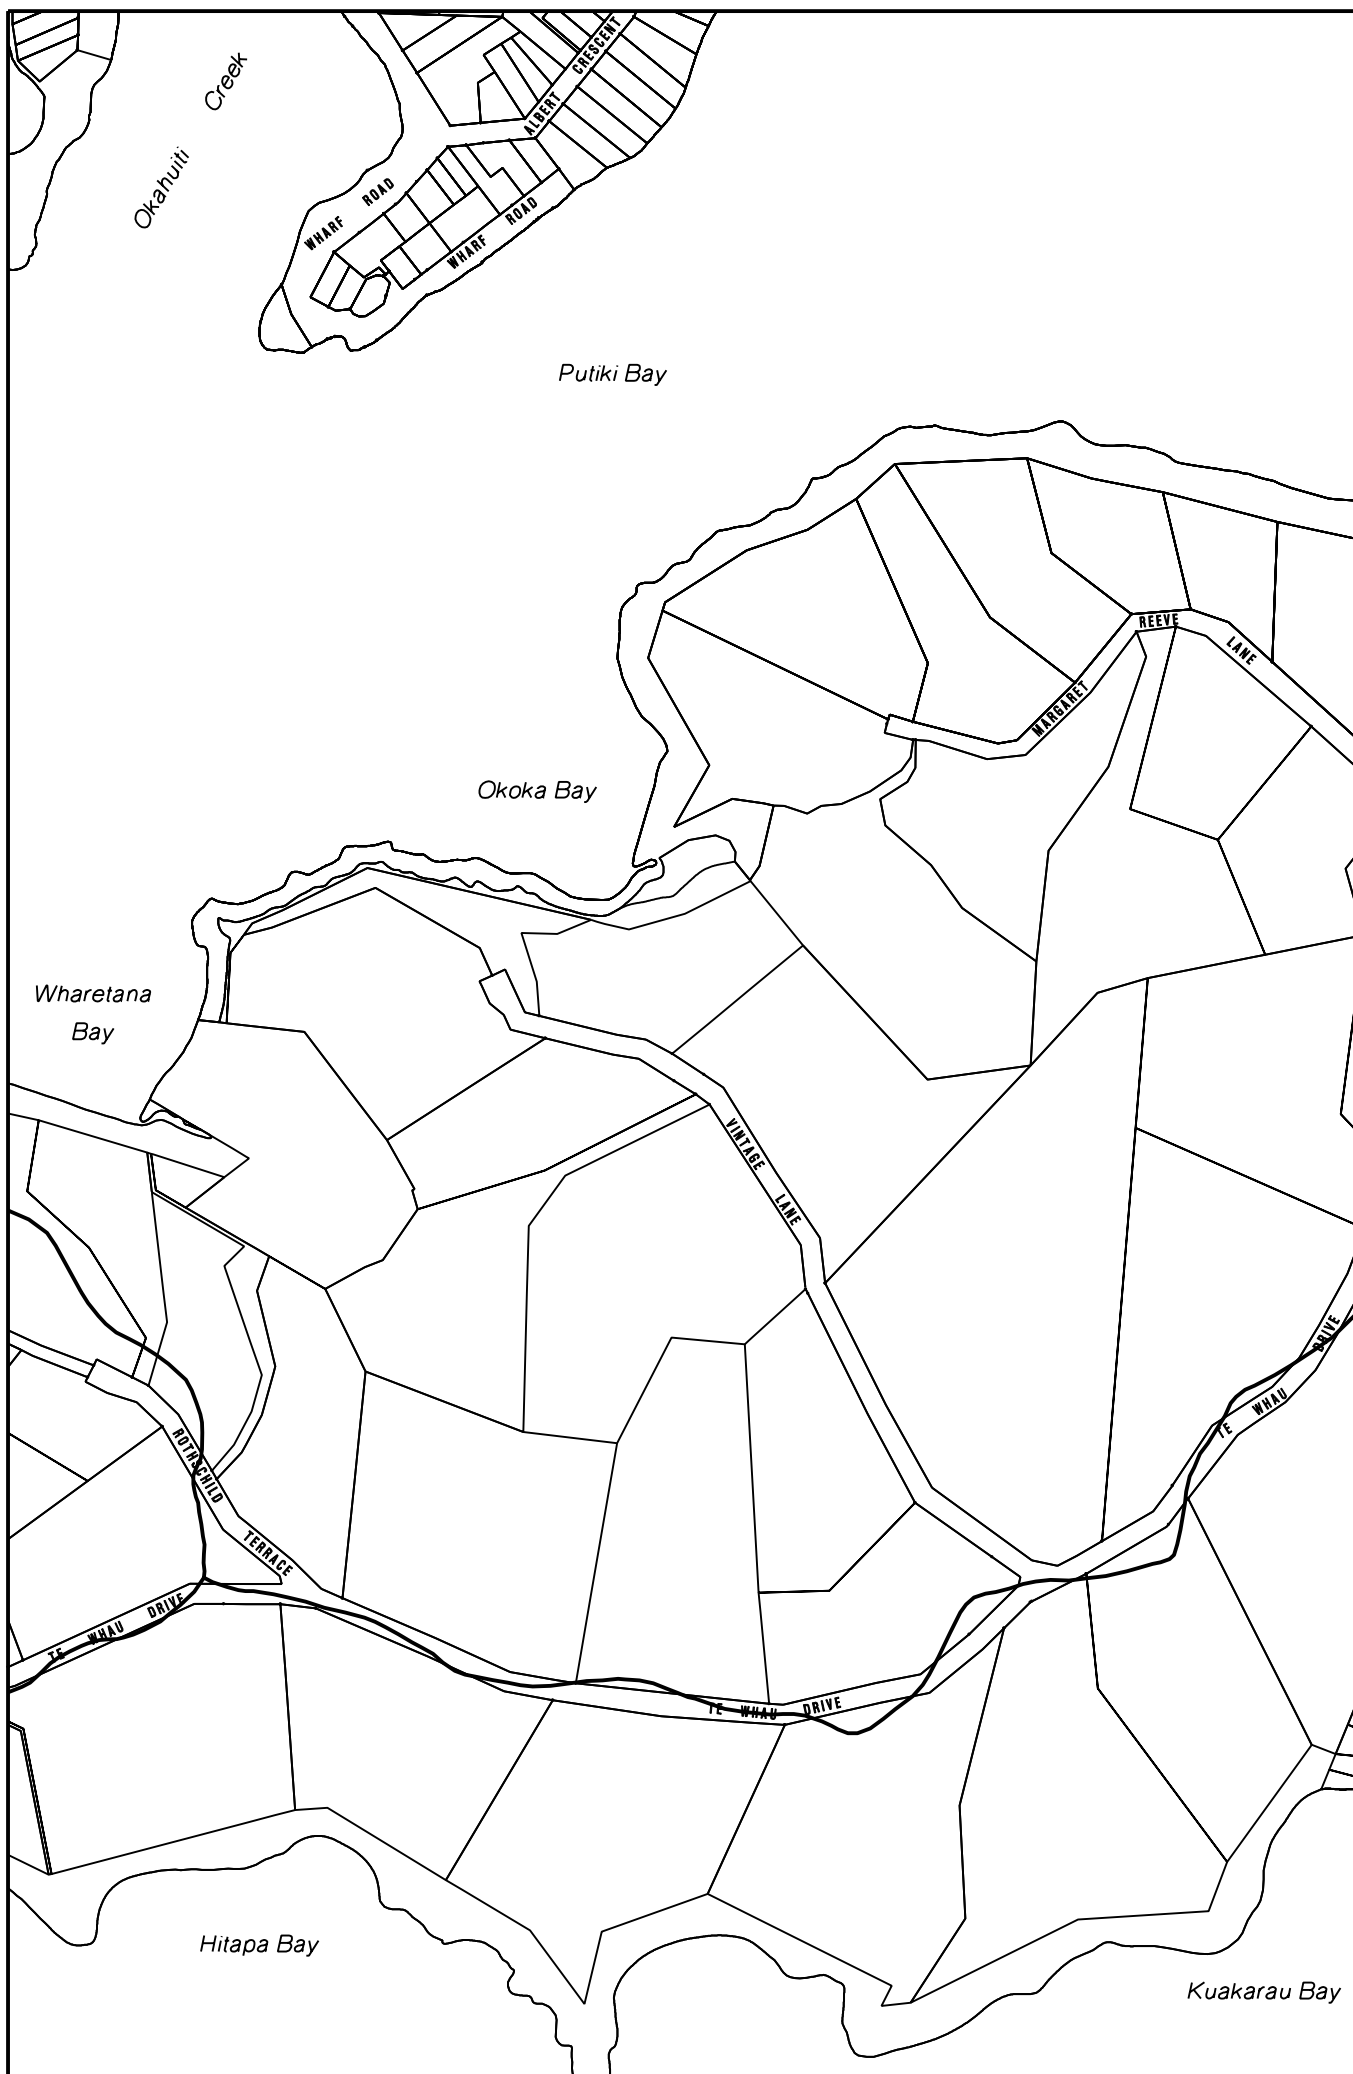 ALBERT CRESCENT
Okahuiti Creek
WHARF ROAD
WHARF ROAD
Putiki Bay
REEVE
LANE
MARGARET
Okoka Bay
Wharetana
Bay
VINTAGE LANE
DRIVE
TE WHAU
ROTHSCHILD
TERRACE
TE WHAU DRIVE
TE WHAU DRIVE
Hitapa Bay
Kuakarau Bay